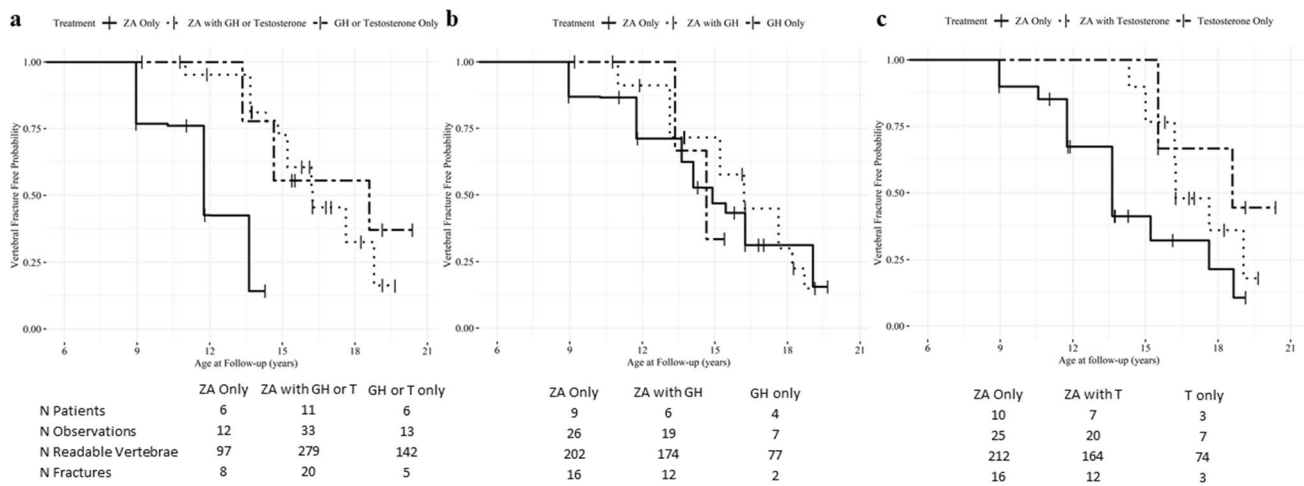 a
Treatment ZA Only ZA with GH or Testosterone GH or Testosterone Only
Vertebral Fracture Free Probability
1.00
0.75
0.50
0.25
0.00
6 9 12 15 18 21
Age at Follow-up (years)
ZA Only ZA with GH or T GH or T only
N Patients 6 11 6
N Observations 12 33 13
N Readable Vertebrae 97 279 142
N Fractures 8 20 5
b
Treatment ZA Only ZA with GH GH Only
Vertebral Fracture Free Probability
1.00
0.75
0.50
0.25
0.00
6 9 12 15 18 21
Age at Follow-up (years)
ZA Only ZA with GH GH only
9 6 4
26 19 7
202 174 77
16 12 2
c
Treatment ZA Only ZA with Testosterone Testosterone Only
Vertebral Fracture Free Probability
1.00
0.75
0.50
0.25
0.00
6 9 12 15 18 21
Age at follow-up (years)
ZA Only ZA with T T only
10 7 3
25 20 7
212 164 74
16 12 3